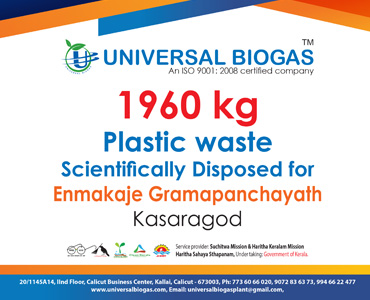 UNIVERSAL BIOGAS TM
An ISO 9001: 2008 certified company
1960 kg
Plastic waste
Scientifically Disposed for
Enmakaje Gramapanchayath
Kasaragod
Service provider: Suchitwa Mission & Haritha Keralam Mission
Haritha Sahaya Sthapanam, Under taking: Government of Kerala.
20/1145A14, IInd Floor, Calicut Business Center, Kallai, Calicut - 673003, Ph: 773 60 66 020, 9072 83 63 73, 994 66 22 477
www.universalbiogas.com, Email: universalbiogasplant@gmail.com,